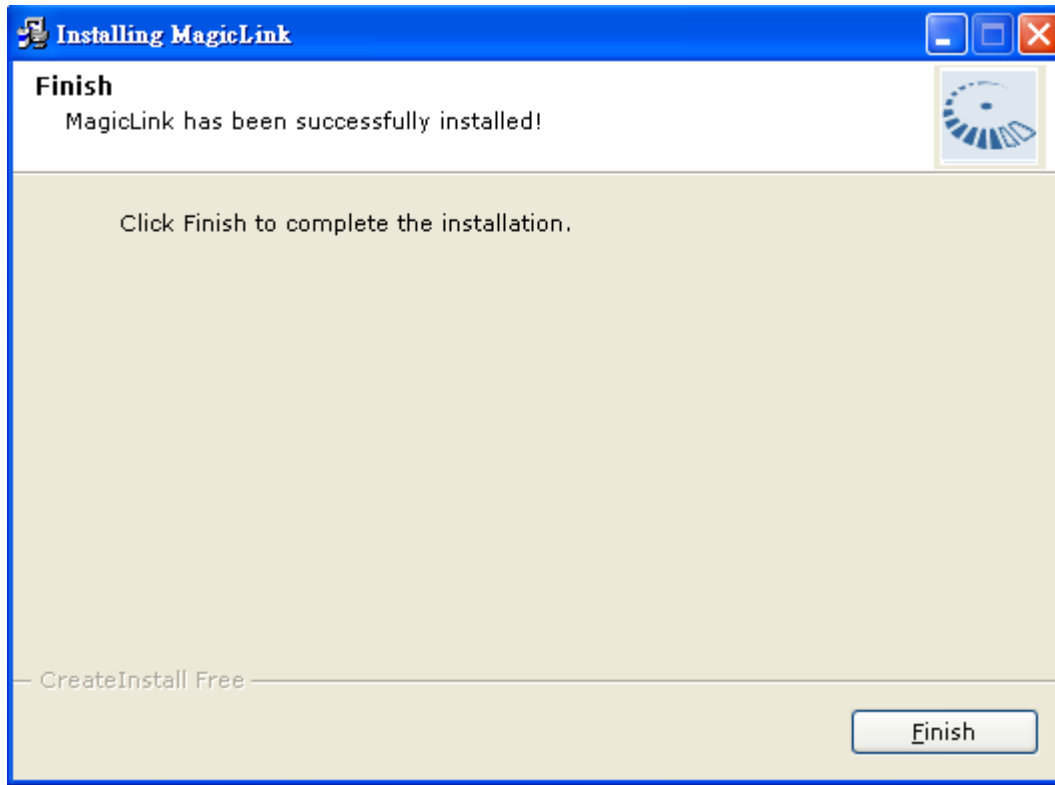 Installing MagicLink
Finish
MagicLink has been successfully installed!
Click Finish to complete the installation.
CreateInstall Free
Finish